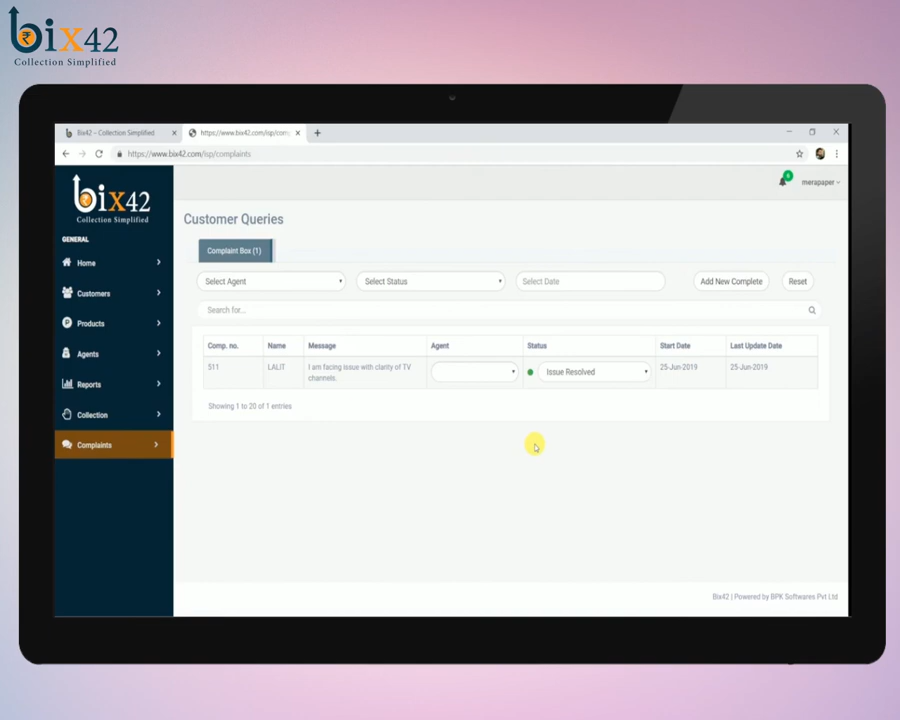 bix42
Collection Simplified
Bix42 – Collection Simplified
https://www.bix42.com/isp/com
https://www.bix42.com/isp/complaints
bix42
Collection Simplified
merapaper
GENERAL
Home
Customers
Products
Agents
Reports
Collection
Complaints
Customer Queries
Complaint Box (1)
Select Agent
Select Status
Select Date
Add New Complete
Reset
Search for...
Comp. no. Name Message Agent Status Start Date Last Update Date
511 LALIT I am facing issue with clarity of TV Issue Resolved 25-Jun-2019 25-Jun-2019
channels.
Showing 1 to 20 of 1 entries
Bix42 | Powered by BPK Softwares Pvt Ltd